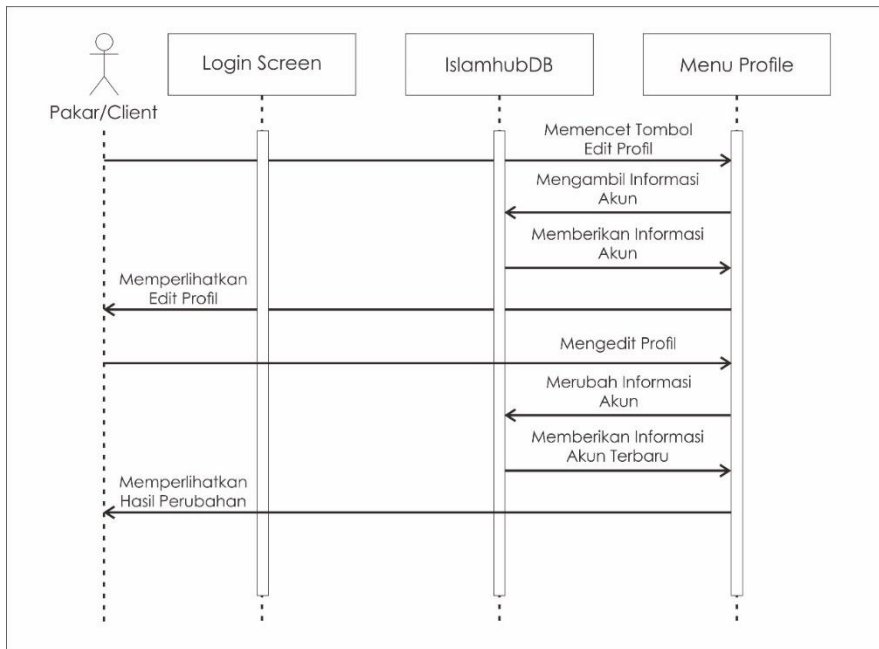 Pakar/Client
Login Screen
IslamhubDB
Menu Profile
Memencet Tombol
Edit Profil
Mengambil Informasi
Akun
Memberikan Informasi
Akun
Memperlihatkan
Edit Profil
Mengedit Profil
Merubah Informasi
Akun
Memberikan Informasi
Akun Terbaru
Memperlihatkan
Hasil Perubahan